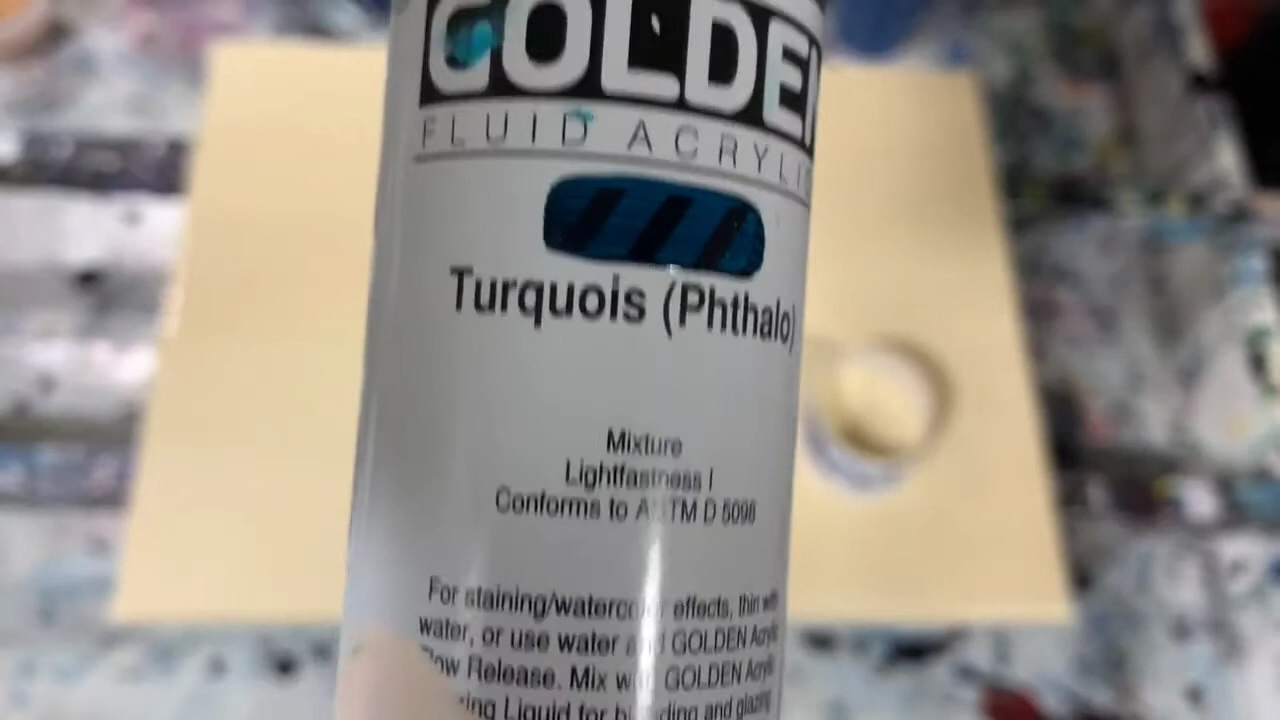 GOLDEN
FLUID ACRYLIC
Turquois (Phthalo)
Mixture
Lightfastness I
Conforms to ASTM D 5098
For staining/watercolor effects, thin with
water, or use water and GOLDEN Acrylic
Flow Release. Mix with GOLDEN Acrylic
Liquid for blending and glazing